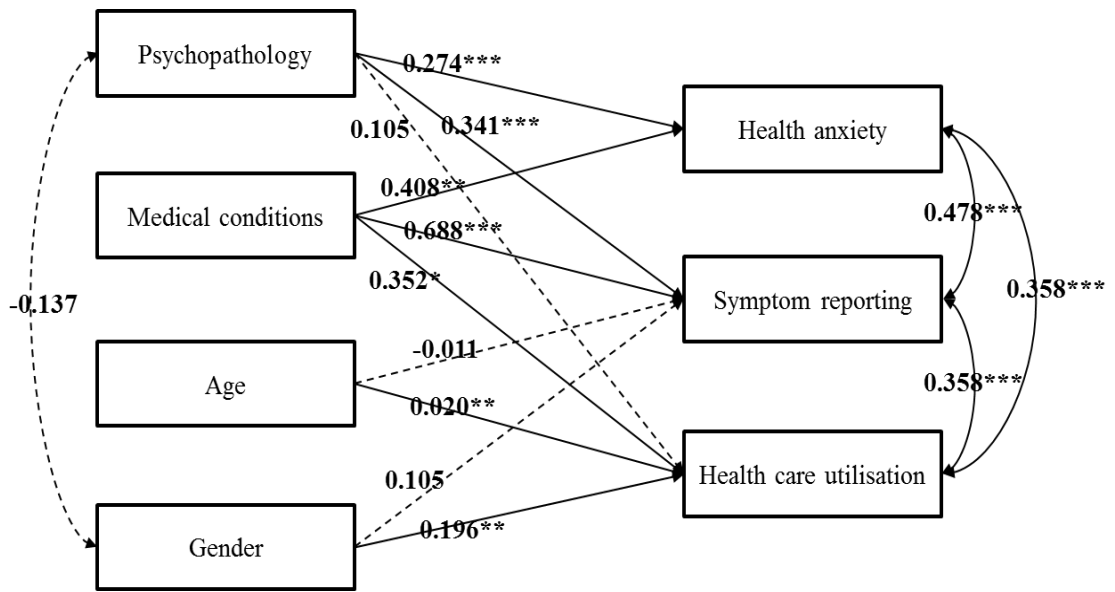 Psychopathology
0.274***
0.105
0.341***
Health anxiety
0.408**
Medical conditions
0.478***
0.688***
0.352*
-0.137
Symptom reporting
0.358***
-0.011
Age
0.358***
0.020**
0.105
Health care utilisation
0.196**
Gender